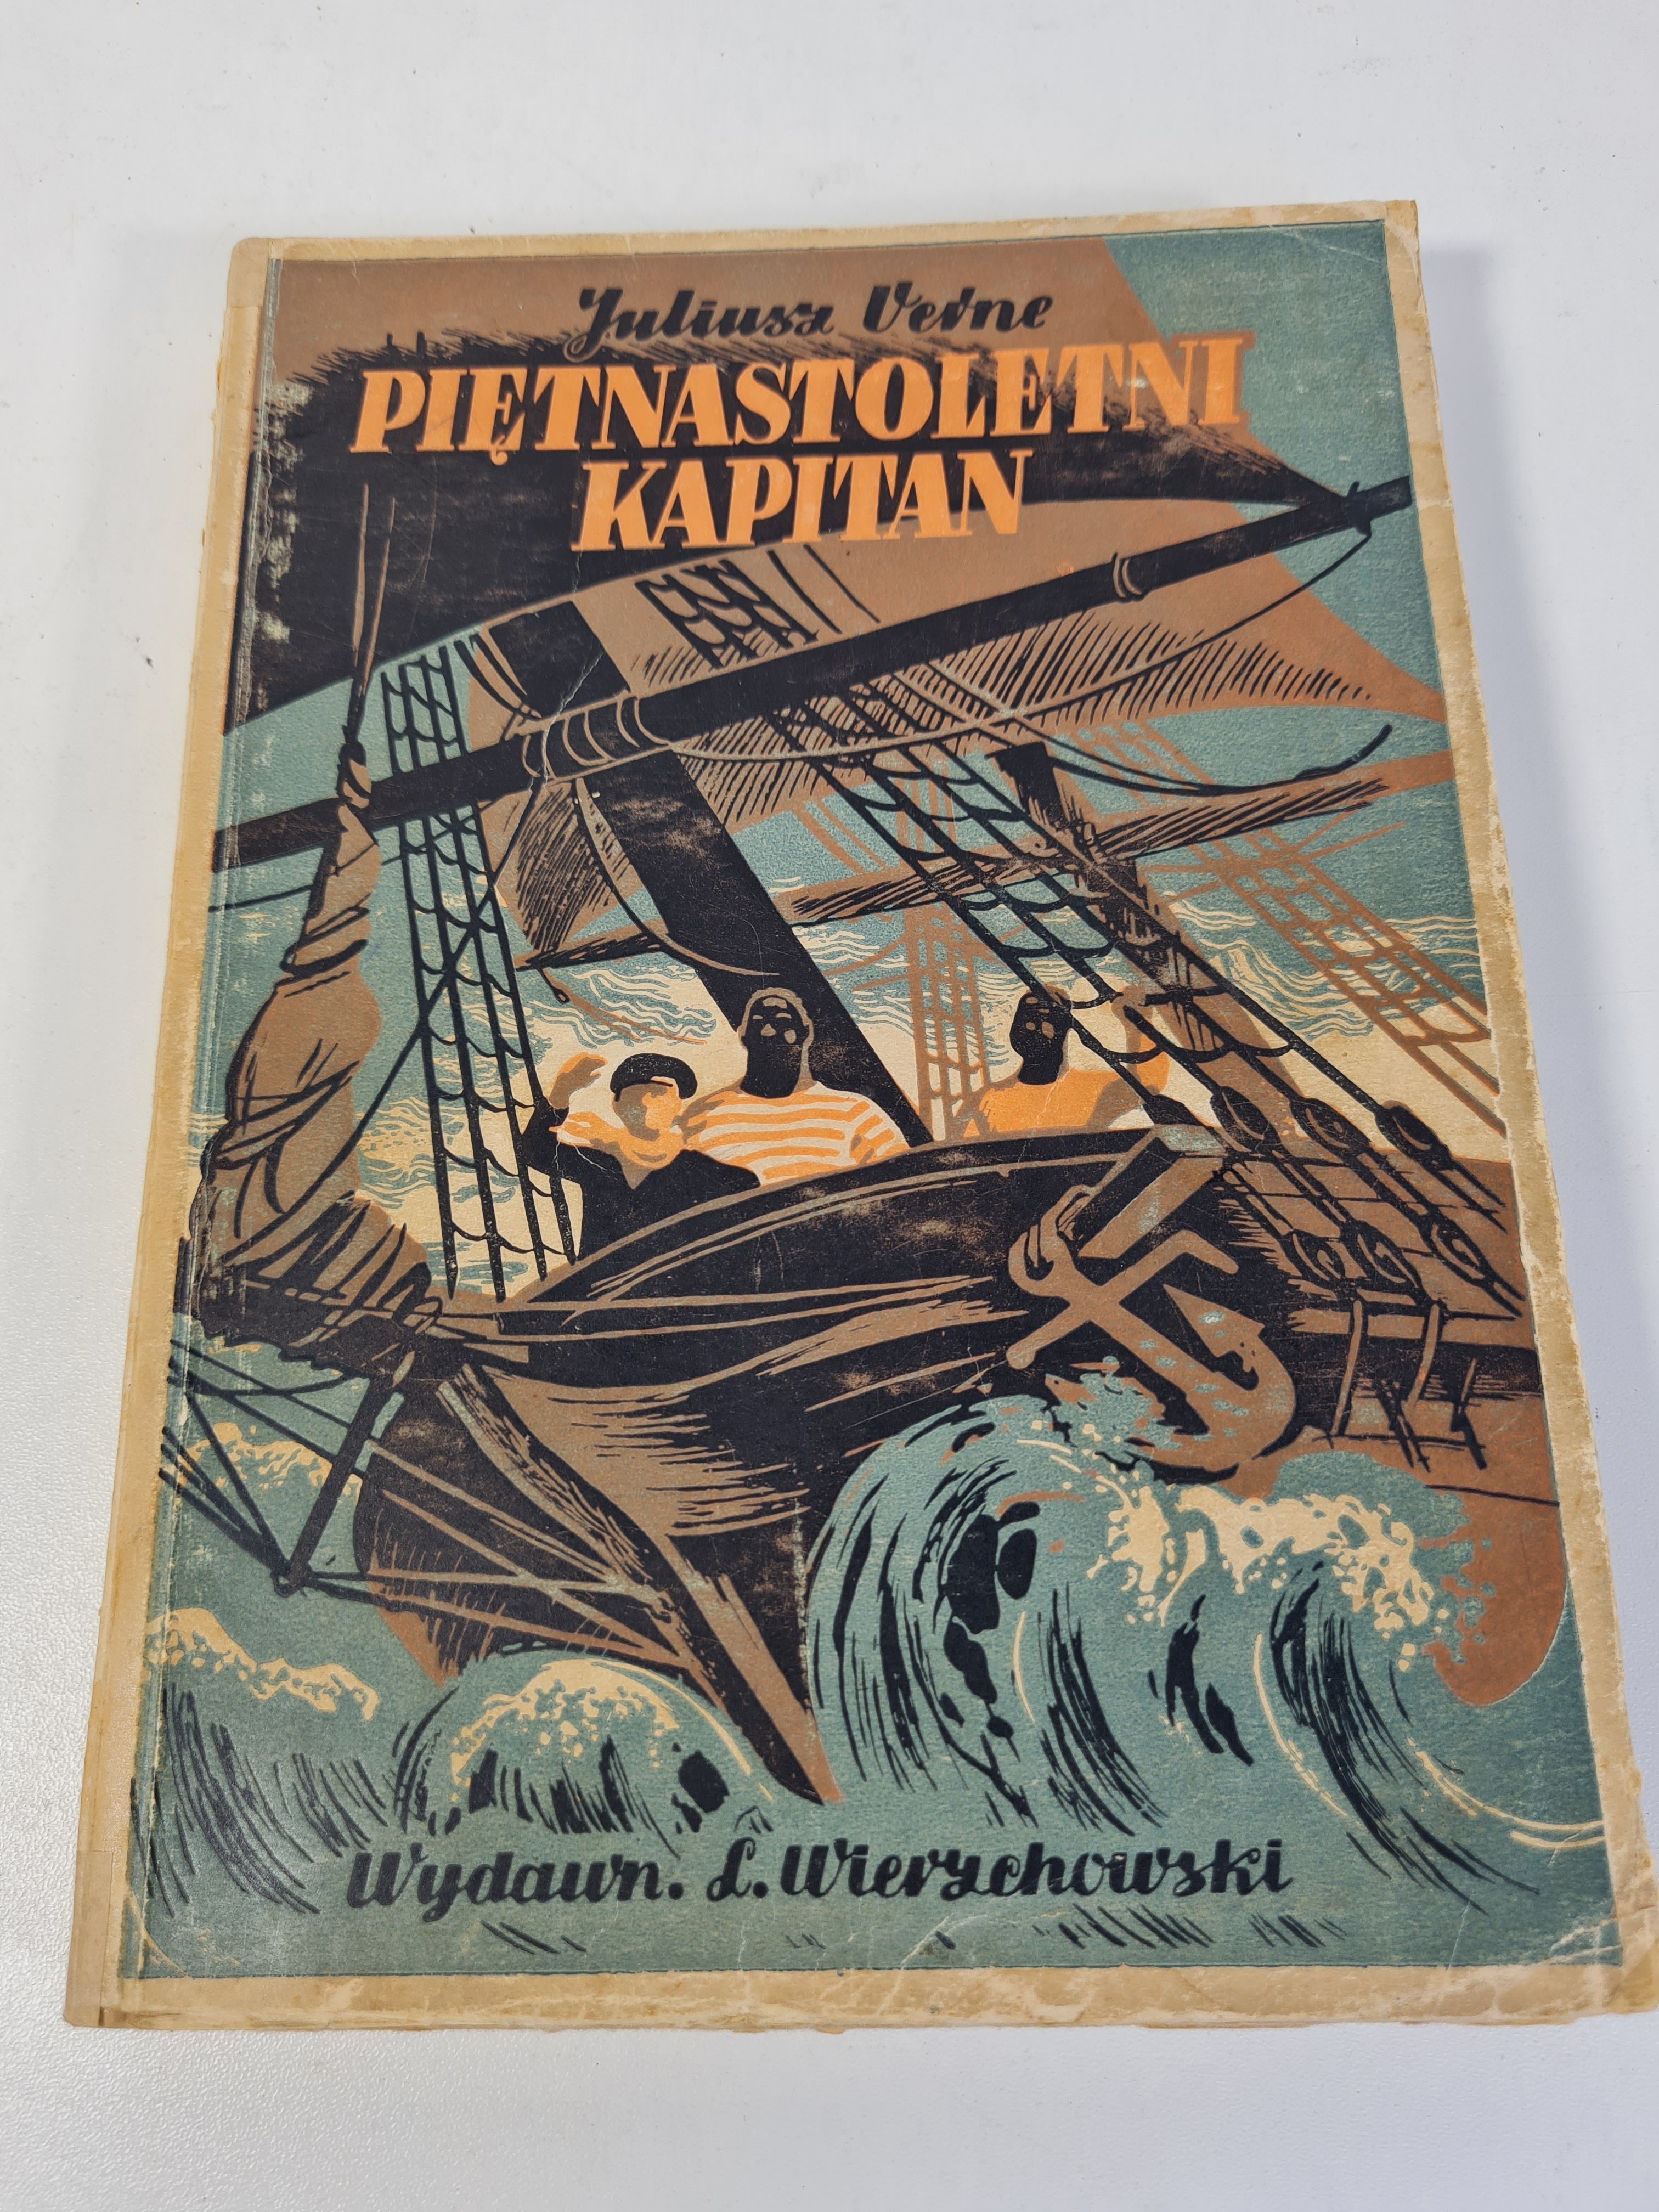 Juliusz Verne
PIĘTNASTOLETNI
KAPITAN
Wydawn. L. Wierzchowski